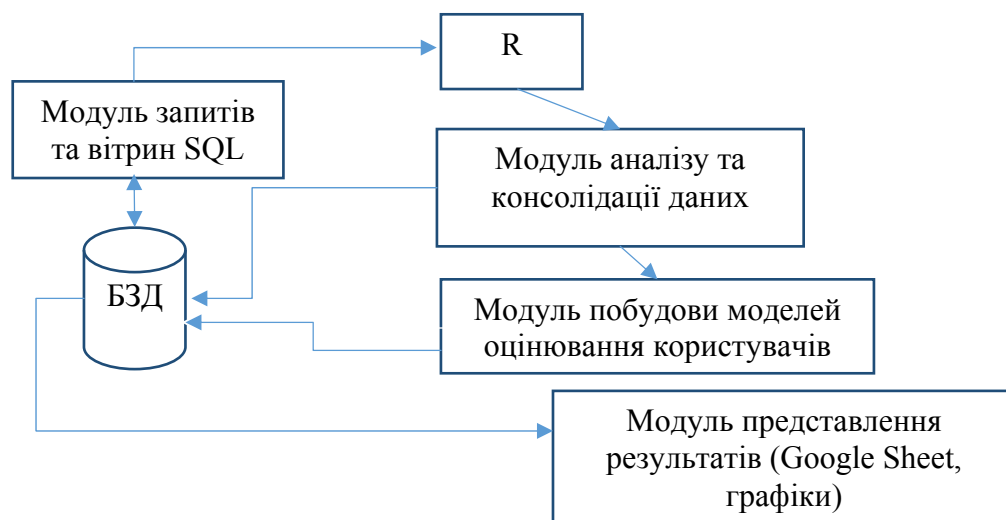 R
Модуль запитів
та вітрин SQL
Модуль аналізу та
консолідації даних
БЗД
Модуль побудови моделей
оцінювання користувачів
Модуль представлення
результатів (Google Sheet,
графіки)